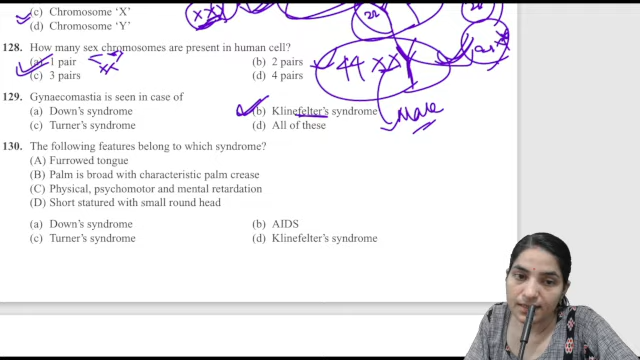 (c) Chromosome 'X'
(d) Chromosome 'Y'
128. How many sex chromosomes are present in human cell?
(a) 1 pair (b) 2 pairs
(c) 3 pairs (d) 4 pairs
XX
44 XXY
129. Gynaecomastia is seen in case of
(a) Down's syndrome (b) Klinefelter's syndrome
(c) Turner's syndrome (d) All of these
Male
130. The following features belong to which syndrome?
(A) Furrowed tongue
(B) Palm is broad with characteristic palm crease
(C) Physical, psychomotor and mental retardation
(D) Short statured with small round head
(a) Down's syndrome (b) AIDS
(c) Turner's syndrome (d) Klinefelter's syndrome